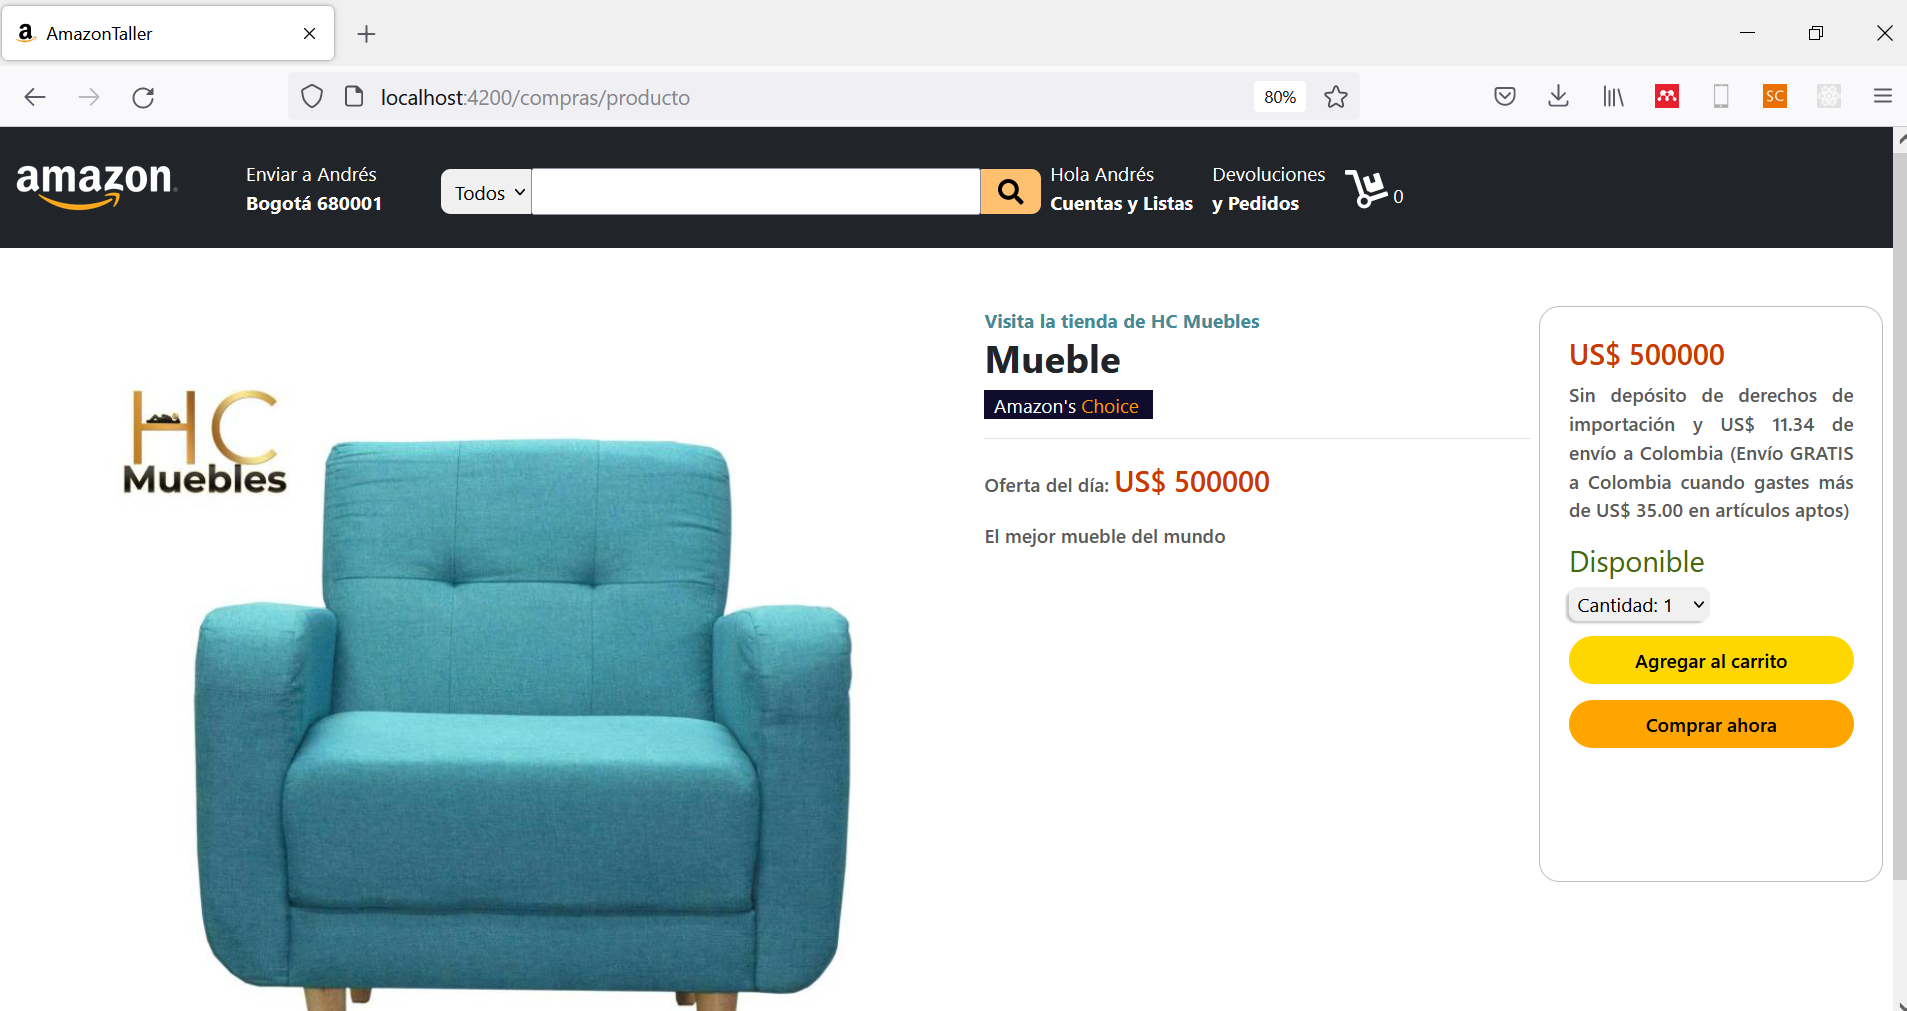 AmazonTaller
localhost:4200/compras/producto
80%
SC
amazon
Enviar a Andrés
Bogotá 680001
Todos
Hola Andrés
Cuentas y Listas
Devoluciones
y Pedidos
0
HC
Muebles
Visita la tienda de HC Muebles
Mueble
Amazon's Choice
Oferta del día: US$ 500000
El mejor mueble del mundo
US$ 500000
Sin depósito de derechos de
importación y US$ 11.34 de
envío a Colombia (Envío GRATIS
a Colombia cuando gastes más
de US$ 35.00 en artículos aptos)
Disponible
Cantidad: 1
Agregar al carrito
Comprar ahora